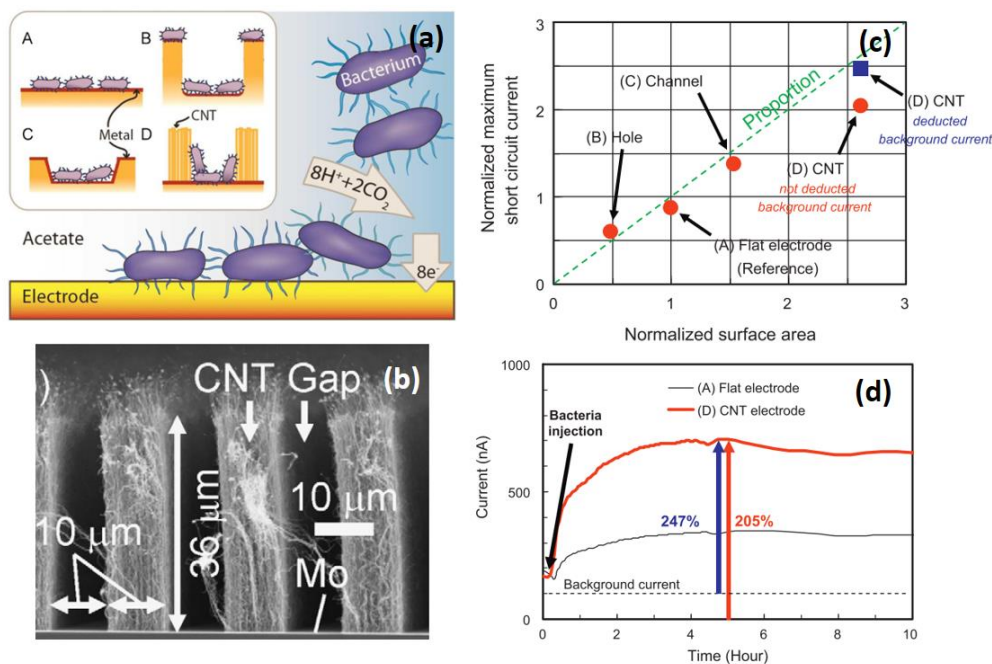 (a)
A
B
CNT
C
Metal
D
Bacterium
8H⁺+2CO₂
Acetate
8e⁻
Electrode
(b)
)
CNT Gap
36 μm
10 μm
10 μm
Mo
(c)
Normalized maximum
short circuit current
3
2
1
0
0
1
2
3
Normalized surface area
Proportion
(C) Channel
(B) Hole
(D) CNT
deducted
background current
(D) CNT
not deducted
background current
(A) Flat electrode
(Reference)
(d)
Current (nA)
1000
500
0
0
2
4
6
8
10
Time (Hour)
(A) Flat electrode
(D) CNT electrode
Bacteria
injection
247%
205%
Background current